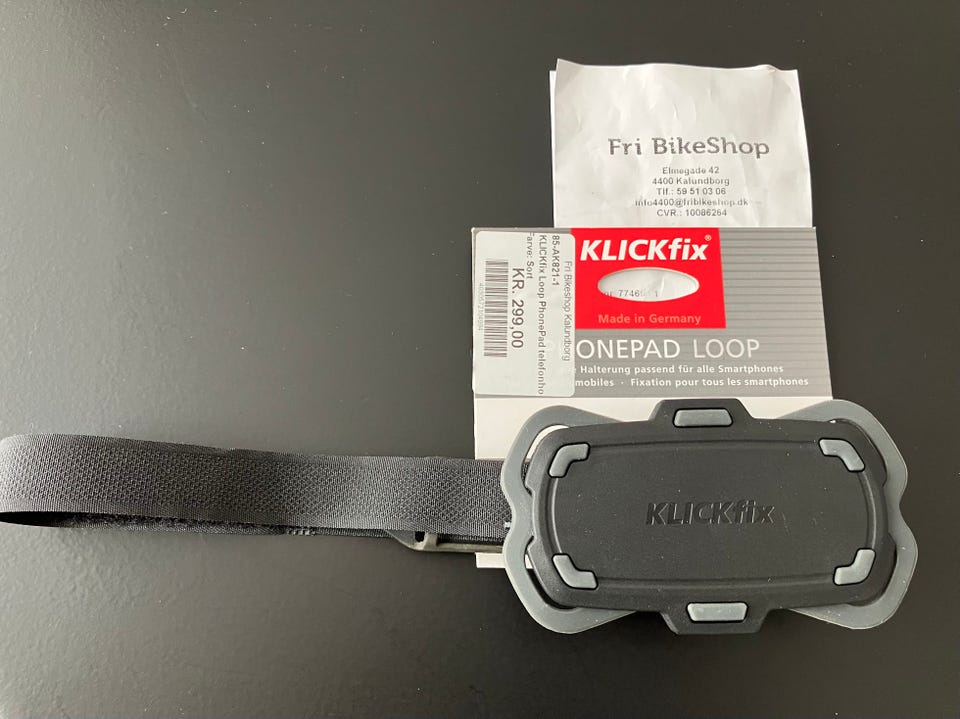 Fri BikeShop
Elmegade 42
4400 Kalundborg
Tlf.: 59 51 03 06
info4400@fribikeshop.dk
CVR.: 10086264
KLICKfix®
Made in Germany
PHONEPAD LOOP
Halterung passend für alle Smartphones
· Fixation pour tous les smartphones
Fri Bikeshop Kalundborg
85-AK821-1
KLICKfix Loop PhonePad telefonho
Farve: Sort
KR. 299,00
KLICKfix